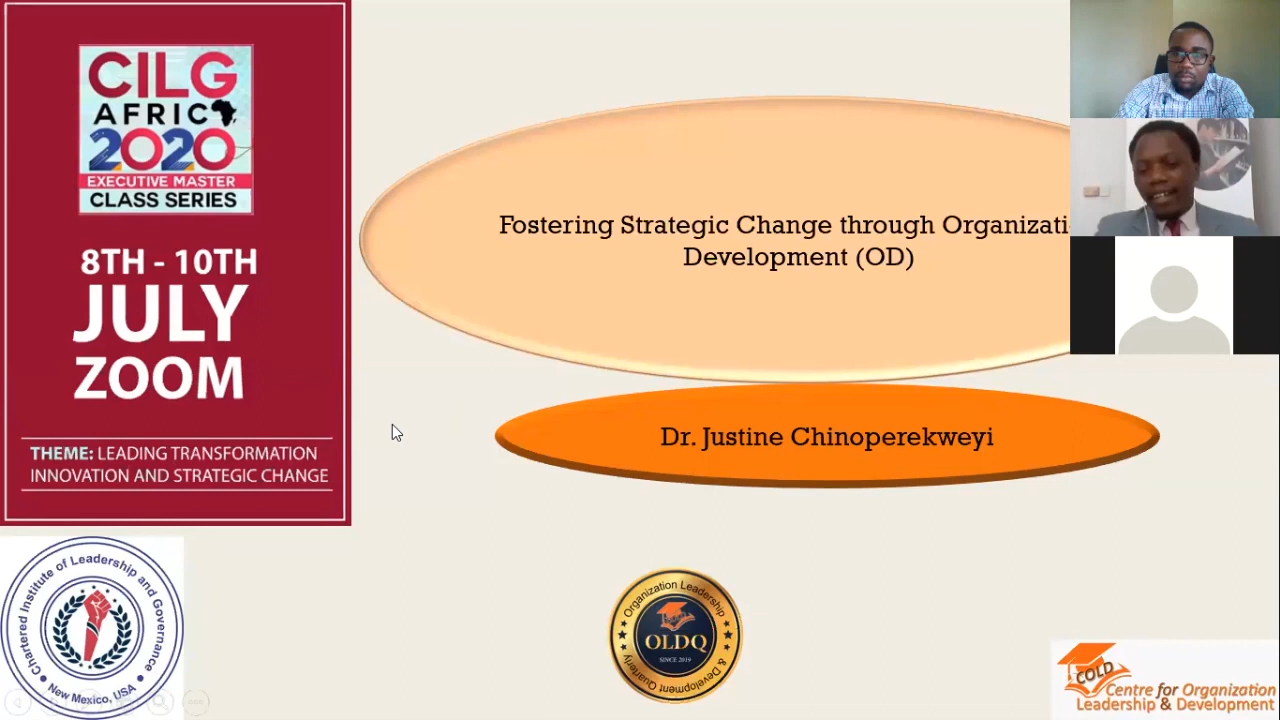 CILG
AFRICA
2020
EXECUTIVE MASTER
CLASS SERIES
8TH - 10TH
JULY
ZOOM
THEME: LEADING TRANSFORMATION
INNOVATION AND STRATEGIC CHANGE
Fostering Strategic Change through Organizati
Development (OD)
Dr. Justine Chinoperekweyi
Chartered Institute of Leadership and Governance
New Mexico, USA
Organization Leadership
OLDQ
SINCE 2019
& Development Quarterly
COLD
Centre for Organization
Leadership & Development